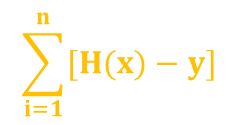 n
∑ [H(x) − y]
i=1